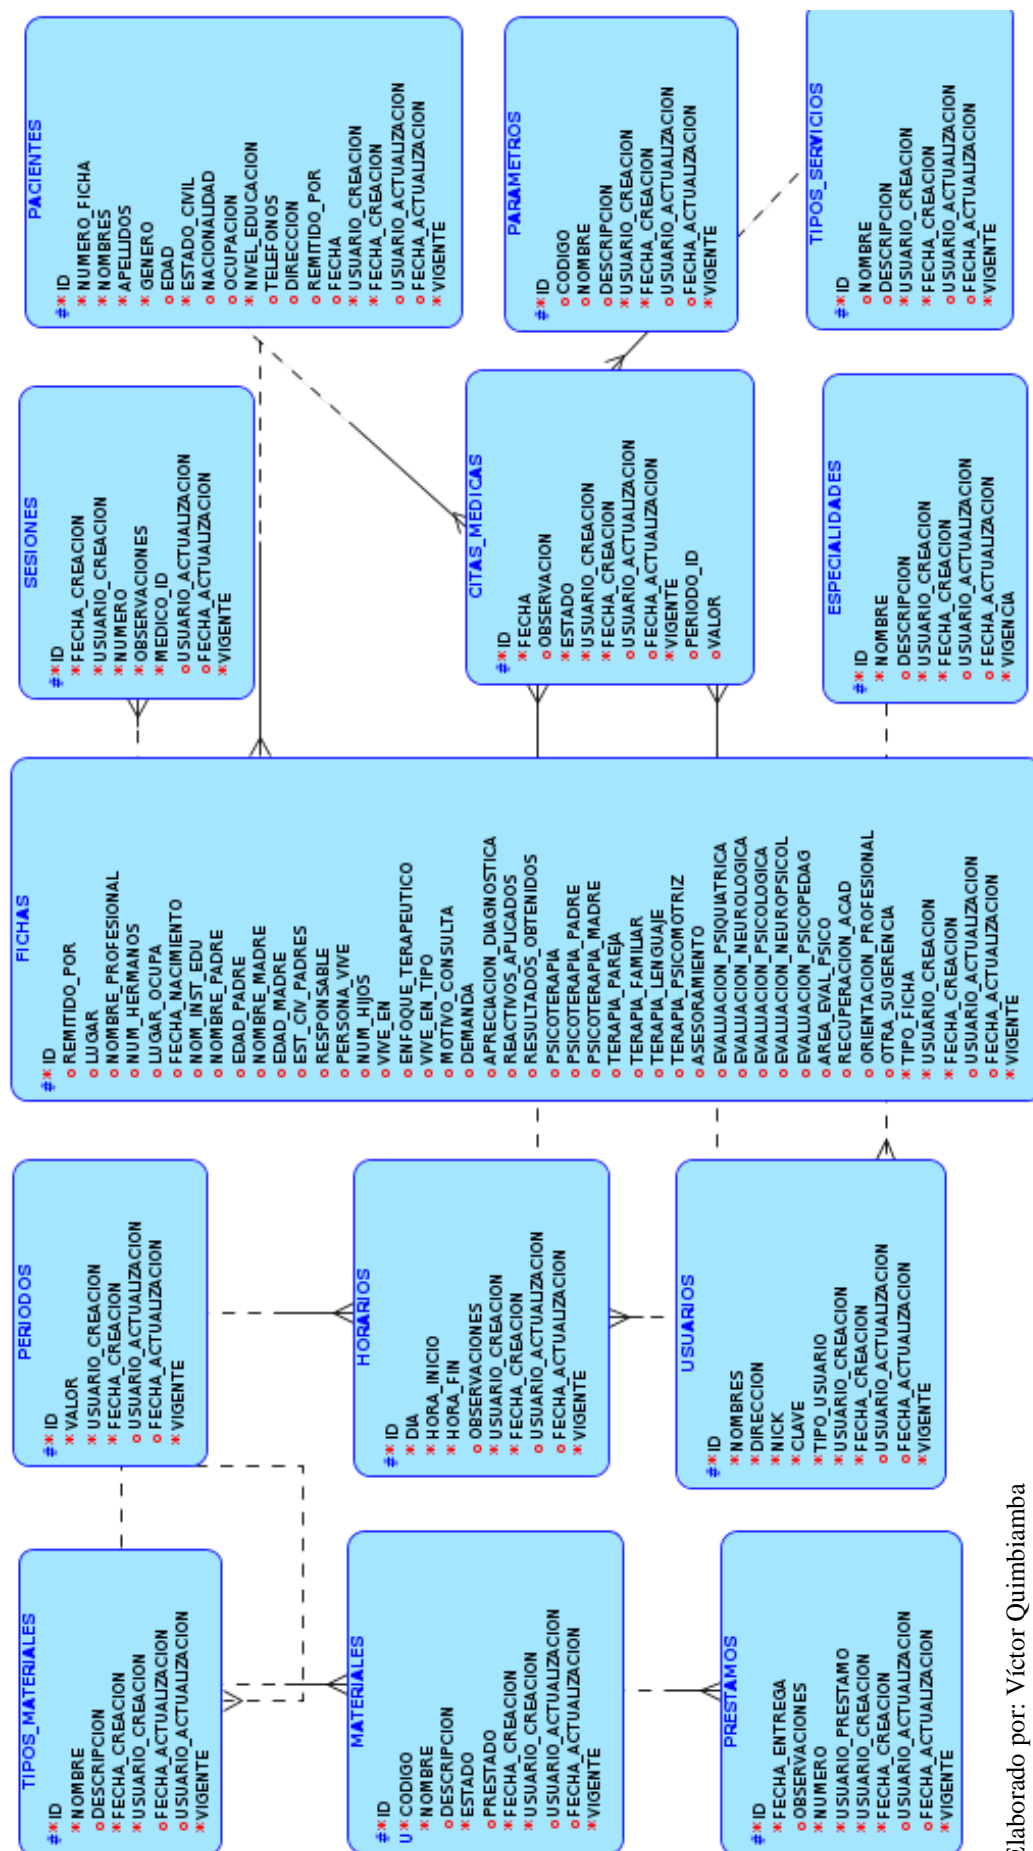 TIPOS_MATERIALES
#* ID
* NOMBRE
o DESCRIPCION
* FECHA_CREACION
* USUARIO_CREACION
o FECHA_ACTUALIZACION
o USUARIO_ACTUALIZACION
* VIGENTE
PERIODOS
#* ID
* VALOR
* USUARIO_CREACION
* FECHA_CREACION
o USUARIO_ACTUALIZACION
o FECHA_ACTUALIZACION
* VIGENTE
FICHAS
#* ID
o REMITIDO_POR
o LUGAR
o NOMBRE_PROFESIONAL
o NUM_HERMANOS
o LUGAR_OCUPA
o FECHA_NACIMIENTO
o NOM_INST_EDU
o NOMBRE_PADRE
o EDAD_PADRE
o NOMBRE_MADRE
o EDAD_MADRE
o EST_CIV_PADRES
o RESPONSABLE
o PERSONA_VIVE
o NUM_HIJOS
o VIVE_EN
o ENFOQUE_TERAPEUTICO
o VIVE_EN_TIPO
o MOTIVO_CONSULTA
o DEMANDA
o APRECIACION_DIAGNOSTICA
o REACTIVOS_APLICADOS
o RESULTADOS_OBTENIDOS
o PSICOTERAPIA
o PSICOTERAPIA_PADRE
o PSICOTERAPIA_MADRE
o TERAPIA_PAREJA
o TERAPIA_FAMILIAR
o TERAPIA_LENGUAJE
o TERAPIA_PSICOMOTRIZ
o ASESORAMIENTO
o EVALUACION_PSIQUIATRICA
o EVALUACION_NEUROLOGICA
o EVALUACION_PSICOLOGICA
o EVALUACION_NEUROPSICOL
o EVALUACION_PSICOPEDAG
o AREA_EVAL_PSICO
o RECUPERACION_ACAD
o ORIENTACION_PROFESIONAL
o OTRA_SUGERENCIA
* TIPO_FICHA
* USUARIO_CREACION
* FECHA_CREACION
o USUARIO_ACTUALIZACION
o FECHA_ACTUALIZACION
* VIGENTE
SESIONES
#* ID
* FECHA_CREACION
* USUARIO_CREACION
* NUMERO
* OBSERVACIONES
* MEDICO_ID
o USUARIO_ACTUALIZACION
o FECHA_ACTUALIZACION
* VIGENTE
PACIENTES
#* ID
* NUMERO_FICHA
* NOMBRES
* APELLIDOS
* GENERO
o EDAD
* ESTADO_CIVIL
o NACIONALIDAD
o OCUPACION
* NIVEL_EDUCACION
o TELEFONOS
o DIRECCION
o REMITIDO_POR
o FECHA
* USUARIO_CREACION
* FECHA_CREACION
o USUARIO_ACTUALIZACION
o FECHA_ACTUALIZACION
* VIGENTE
MATERIALES
#* ID
U* CODIGO
* NOMBRE
o DESCRIPCION
* ESTADO
o PRESTADO
* FECHA_CREACION
* USUARIO_CREACION
o USUARIO_ACTUALIZACION
o FECHA_ACTUALIZACION
* VIGENTE
HORARIOS
#* ID
* DIA
* HORA_INICIO
* HORA_FIN
o OBSERVACIONES
* USUARIO_CREACION
* FECHA_CREACION
o USUARIO_ACTUALIZACION
o FECHA_ACTUALIZACION
* VIGENTE
CITAS_MEDICAS
#* ID
* FECHA
o OBSERVACION
* ESTADO
* USUARIO_CREACION
* FECHA_CREACION
o USUARIO_ACTUALIZACION
o FECHA_ACTUALIZACION
* VIGENTE
o PERIODO_ID
o VALOR
PARAMETROS
#* ID
o CODIGO
o NOMBRE
o DESCRIPCION
* USUARIO_CREACION
* FECHA_CREACION
o USUARIO_ACTUALIZACION
o FECHA_ACTUALIZACION
* VIGENTE
PRESTAMOS
#* ID
* FECHA_ENTREGA
o OBSERVACIONES
* NUMERO
* USUARIO_PRESTAMO
* USUARIO_CREACION
* FECHA_CREACION
o USUARIO_ACTUALIZACION
o FECHA_ACTUALIZACION
* VIGENTE
USUARIOS
#* ID
* NOMBRES
* DIRECCION
* NICK
* CLAVE
* TIPO_USUARIO
* USUARIO_CREACION
* FECHA_CREACION
o USUARIO_ACTUALIZACION
o FECHA_ACTUALIZACION
* VIGENTE
ESPECIALIDADES
#* ID
* NOMBRE
o DESCRIPCION
* USUARIO_CREACION
* FECHA_CREACION
o USUARIO_ACTUALIZACION
o FECHA_ACTUALIZACION
* VIGENCIA
TIPOS_SERVICIOS
#* ID
o NOMBRE
o DESCRIPCION
* USUARIO_CREACION
* FECHA_CREACION
o USUARIO_ACTUALIZACION
o FECHA_ACTUALIZACION
* VIGENTE
Elaborado por: Víctor Quimbiamba